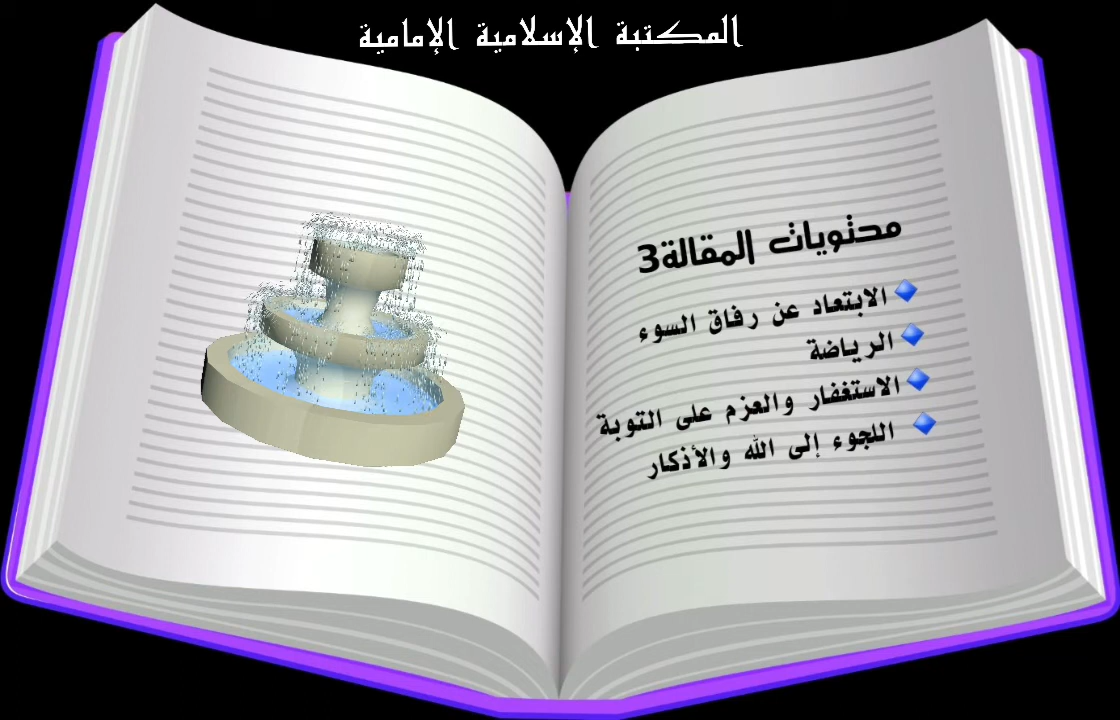 المكتبة الإسلامية الإمامية
محتويات المقالة3
الابتعاد عن رفاق السوء
الرياضة
الاستغفار والعزم على التوبة
اللجوء إلى الله والأذكار